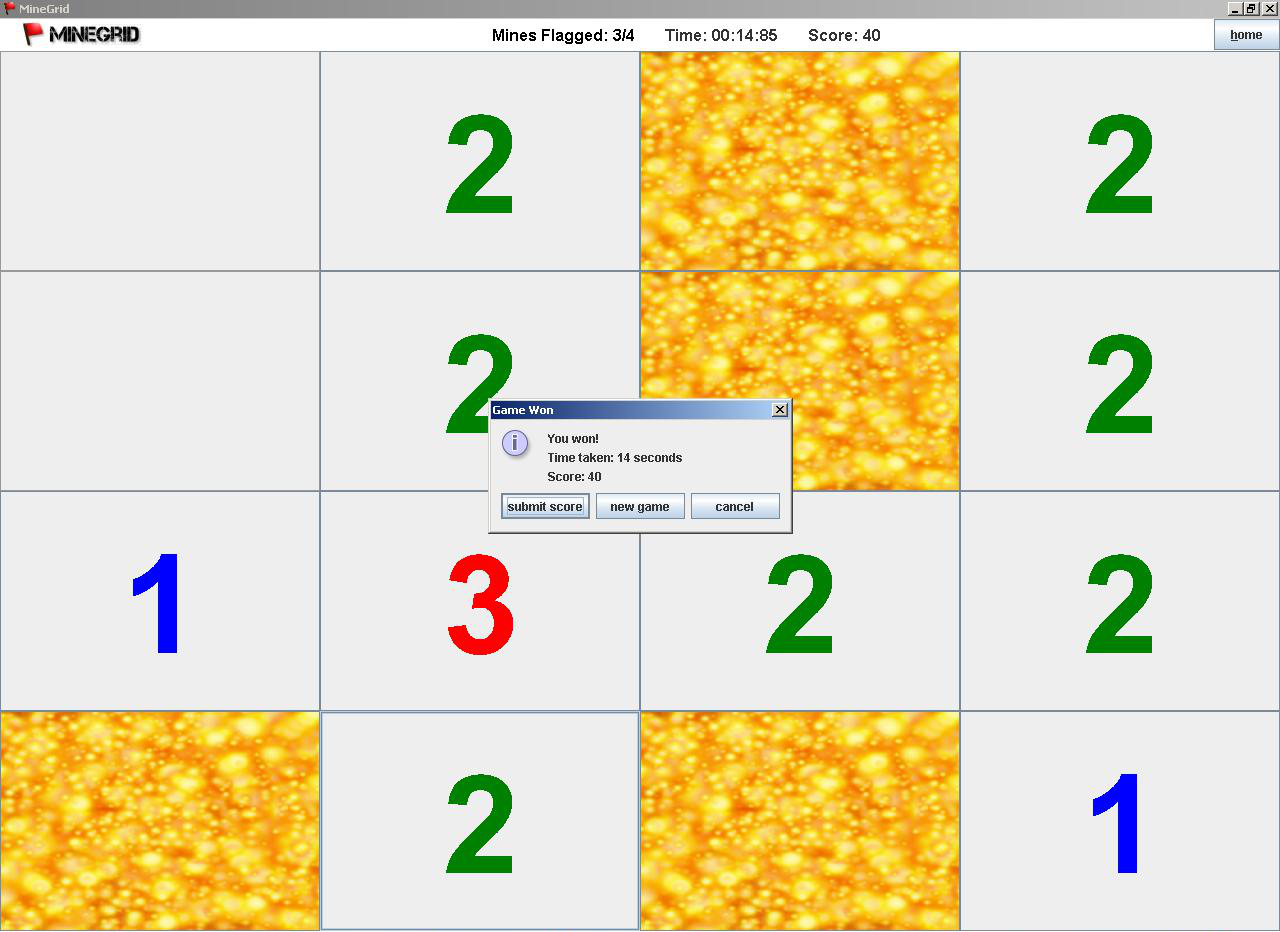 MineGrid
MINEGRID Mines Flagged: 3/4 Time: 00:14:85 Score: 40 home
2 2
2 2
Game Won
You won!
Time taken: 14 seconds
Score: 40
submit score new game cancel
1 3 2 2
2 1